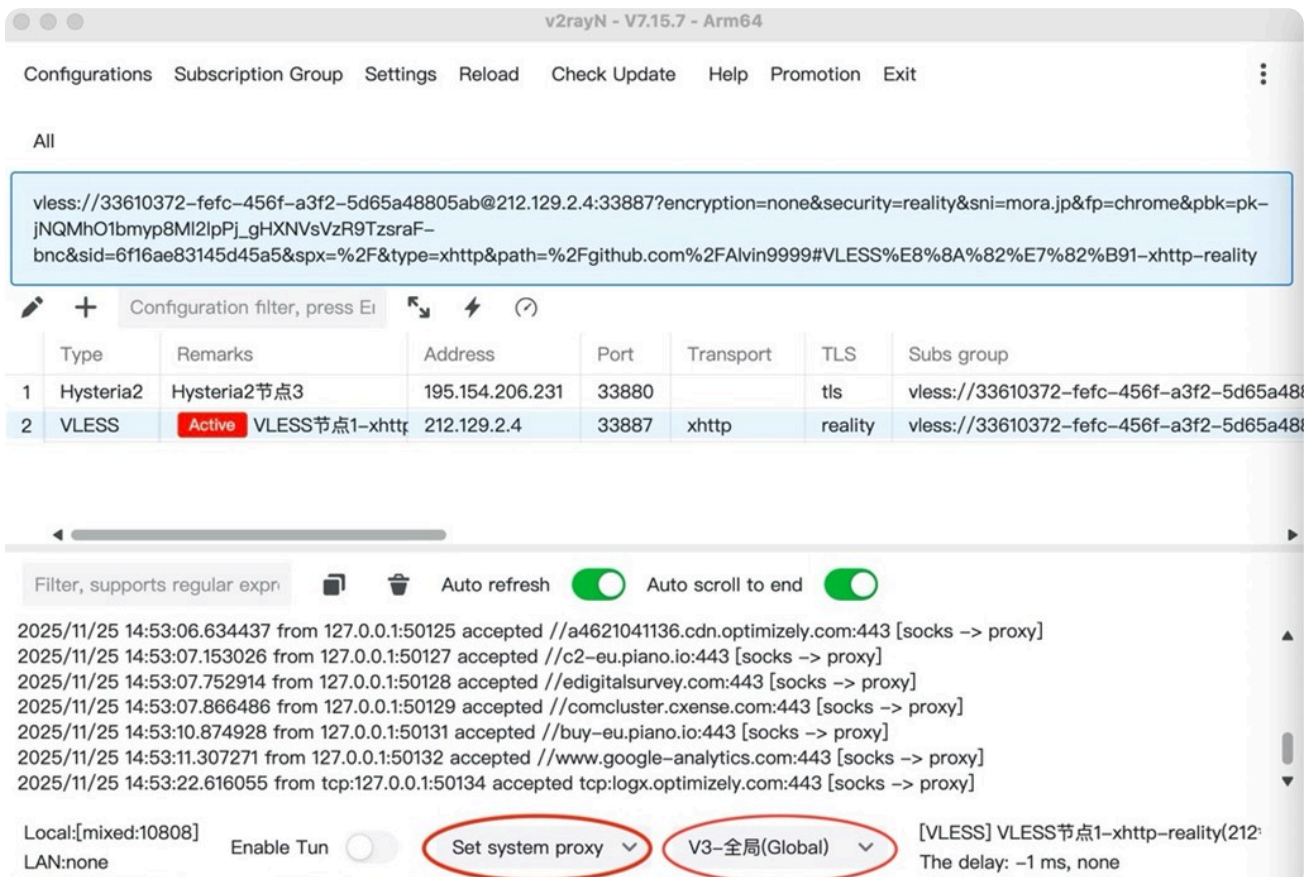 v2rayN - V7.15.7 - Arm64
Configurations Subscription Group Settings Reload Check Update Help Promotion Exit
All
vless://33610372-fefc-456f-a3f2-5d65a48805ab@212.129.2.4:33887?encryption=none&security=reality&sni=mora.jp&fp=chrome&pbk=pk-
jNQMhO1bmyp8Ml2lpPj_gHXNVsVzR9TzsraF-
bnc&sid=6f16ae83145d45a5&spx=%2F&type=xhttp&path=%2Fgithub.com%2FAlvin9999#VLESS%E8%8A%82%E7%82%B91-xhttp-reality
Configuration filter, press E
Type Remarks Address Port Transport TLS Subs group
1 Hysteria2 Hysteria2节点3 195.154.206.231 33880 tls vless://33610372-fefc-456f-a3f2-5d65a48
2 VLESS Active VLESS节点1-xhttp 212.129.2.4 33887 xhttp reality vless://33610372-fefc-456f-a3f2-5d65a48
Filter, supports regular expr Auto refresh Auto scroll to end
2025/11/25 14:53:06.634437 from 127.0.0.1:50125 accepted //a4621041136.cdn.optimizely.com:443 [socks -> proxy]
2025/11/25 14:53:07.153026 from 127.0.0.1:50127 accepted //c2-eu.piano.io:443 [socks -> proxy]
2025/11/25 14:53:07.752914 from 127.0.0.1:50128 accepted //edigitalsurvey.com:443 [socks -> proxy]
2025/11/25 14:53:07.866486 from 127.0.0.1:50129 accepted //comcluster.cxense.com:443 [socks -> proxy]
2025/11/25 14:53:10.874928 from 127.0.0.1:50131 accepted //buy-eu.piano.io:443 [socks -> proxy]
2025/11/25 14:53:11.307271 from 127.0.0.1:50132 accepted //www.google-analytics.com:443 [socks -> proxy]
2025/11/25 14:53:22.616055 from tcp:127.0.0.1:50134 accepted tcp:logx.optimizely.com:443 [socks -> proxy]
Local:[mixed:10808] Enable Tun Set system proxy V3-全局(Global) [VLESS] VLESS节点1-xhttp-reality(212
LAN:none The delay: -1 ms, none